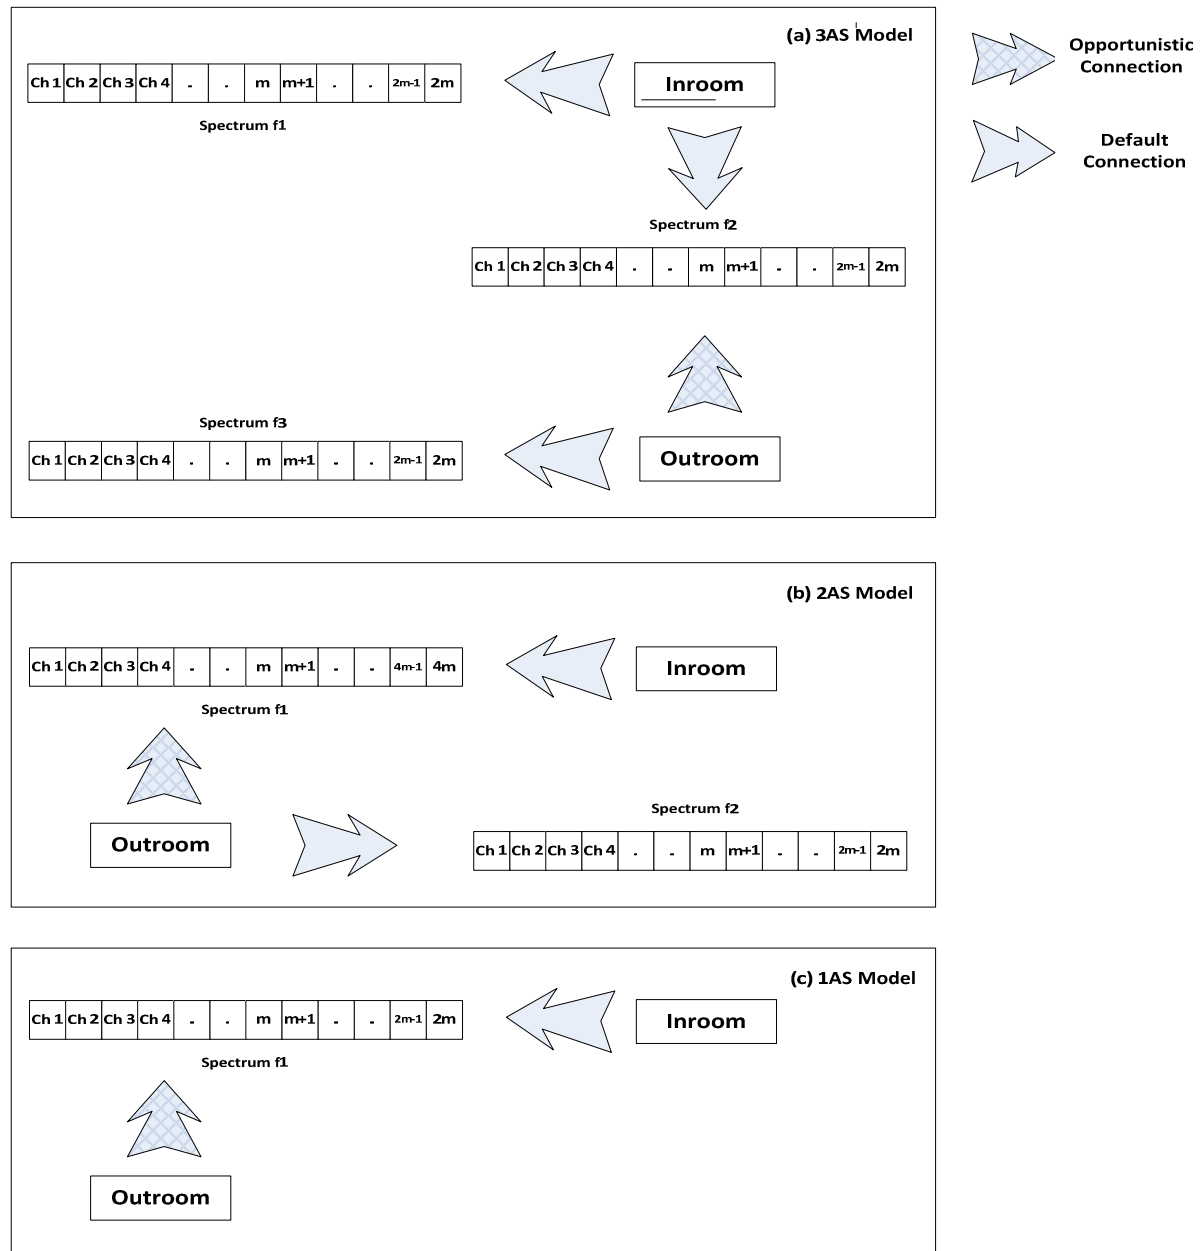 (a) 3AS Model
Opportunistic
Connection
Default
Connection
Ch 1 Ch 2 Ch 3 Ch 4 . . m m+1 . . 2m-1 2m
Spectrum f1
Inroom
Spectrum f2
Ch 1 Ch 2 Ch 3 Ch 4 . . m m+1 . . 2m-1 2m
Spectrum f3
Ch 1 Ch 2 Ch 3 Ch 4 . . m m+1 . . 2m-1 2m
Outroom
(b) 2AS Model
Ch 1 Ch 2 Ch 3 Ch 4 . . m m+1 . . 4m-1 4m
Spectrum f1
Inroom
Outroom
Spectrum f2
Ch 1 Ch 2 Ch 3 Ch 4 . . m m+1 . . 2m-1 2m
(c) 1AS Model
Ch 1 Ch 2 Ch 3 Ch 4 . . m m+1 . . 2m-1 2m
Spectrum f1
Inroom
Outroom